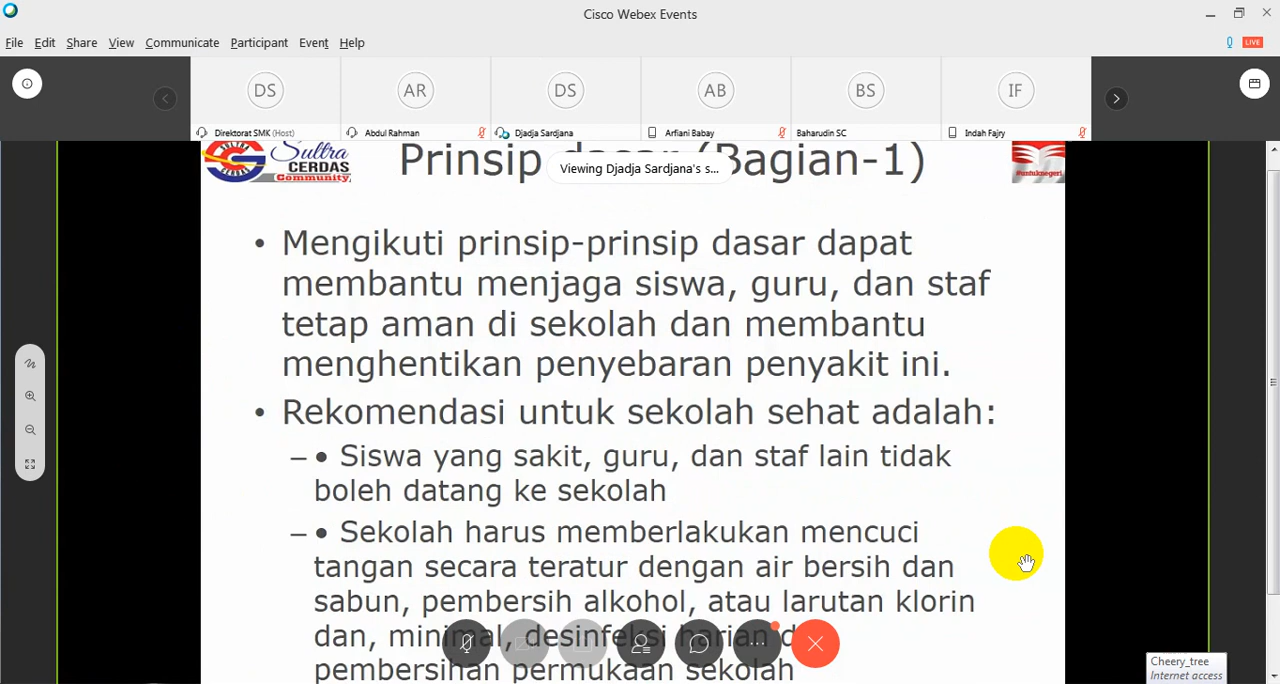 Cisco Webex Events
File Edit Share View Communicate Participant Event Help
LIVE
DS AR DS AB BS IF
Direktorat SMK (Host) Abdul Rahman Djadja Sardjana Arfiani Babay Baharudin SC Indah Fajry
Sultra
CERDAS
Community
Prinsip dasar (Bagian-1)
Viewing Djadja Sardjana's s...
#untuknegeri
• Mengikuti prinsip-prinsip dasar dapat
membantu menjaga siswa, guru, dan staf
tetap aman di sekolah dan membantu
menghentikan penyebaran penyakit ini.
• Rekomendasi untuk sekolah sehat adalah:
– • Siswa yang sakit, guru, dan staf lain tidak
boleh datang ke sekolah
– • Sekolah harus memberlakukan mencuci
tangan secara teratur dengan air bersih dan
sabun, pembersih alkohol, atau larutan klorin
dan, minimal, desinfeksi harian
pembersihan permukaan sekolah
Cheery_tree
Internet access